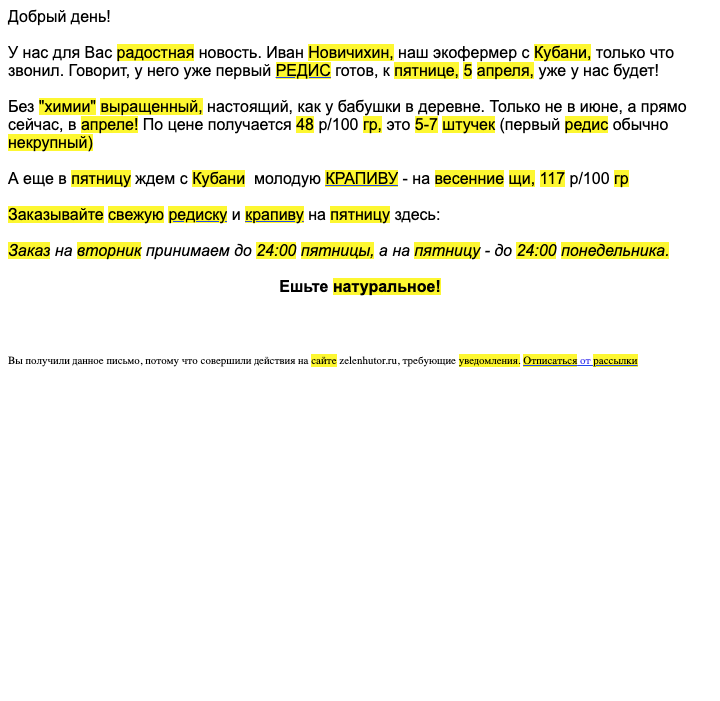 Добрый день!
У нас для Вас радостная новость. Иван Новичихин, наш экофермер с Кубани, только что
звонил. Говорит, у него уже первый РЕДИС готов, к пятнице, 5 апреля, уже у нас будет!
Без "химии" выращенный, настоящий, как у бабушки в деревне. Только не в июне, а прямо
сейчас, в апреле! По цене получается 48 р/100 гр, это 5-7 штучек (первый редис обычно
некрупный)
А еще в пятницу ждем с Кубани  молодую КРАПИВУ - на весенние щи, 117 р/100 гр
Заказывайте свежую редиску и крапиву на пятницу здесь:
Заказ на вторник принимаем до 24:00 пятницы, а на пятницу - до 24:00 понедельника.
Ешьте натуральное!
Вы получили данное письмо, потому что совершили действия на сайте zelenhutor.ru, требующие уведомления. Отписаться от рассылки